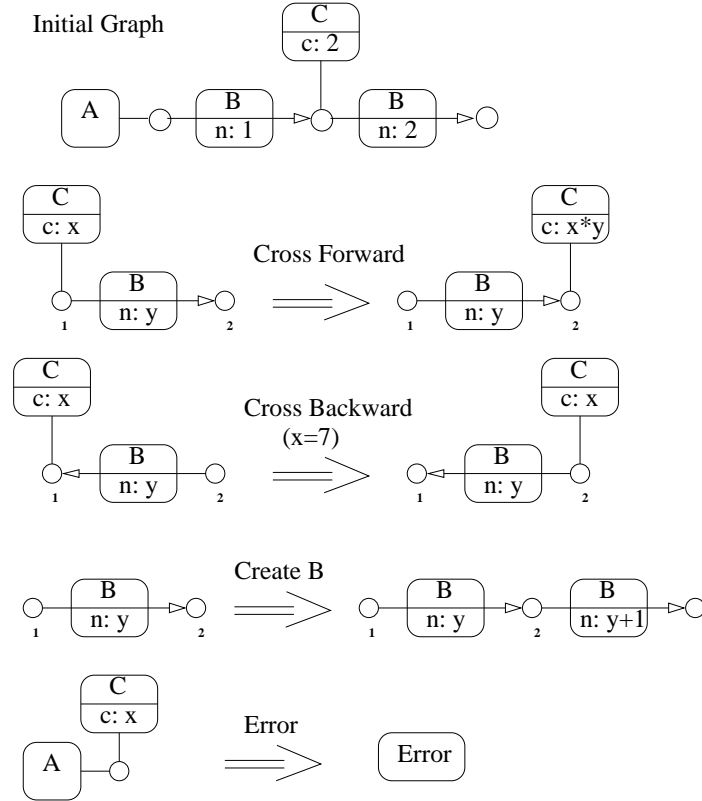 Initial Graph
C
c: 2
A
B
n: 1
B
n: 2
C
c: x
B
n: y
1
2
Cross Forward
C
c: x*y
B
n: y
1
2
C
c: x
B
n: y
1
2
Cross Backward
(x=7)
C
c: x
B
n: y
1
2
B
n: y
1
2
Create B
B
n: y
1
2
B
n: y+1
C
c: x
A
Error
Error